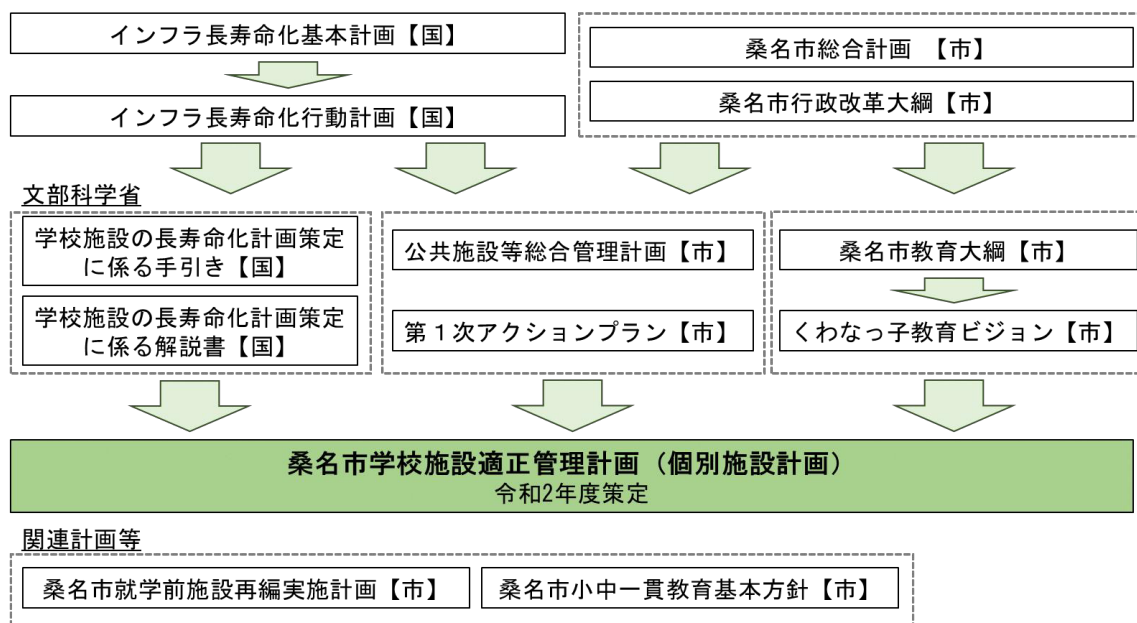 インフラ長寿命化基本計画【国】
インフラ長寿命化行動計画【国】
桑名市総合計画 【市】
桑名市行政改革大綱【市】
文部科学省
学校施設の長寿命化計画策定
に係る手引き【国】
学校施設の長寿命化計画策定
に係る解説書【国】
公共施設等総合管理計画【市】
第1次アクションプラン【市】
桑名市教育大綱【市】
くわなっ子教育ビジョン【市】
桑名市学校施設適正管理計画(個別施設計画)
令和2年度策定
関連計画等
桑名市就学前施設再編実施計画【市】
桑名市小中一貫教育基本方針【市】